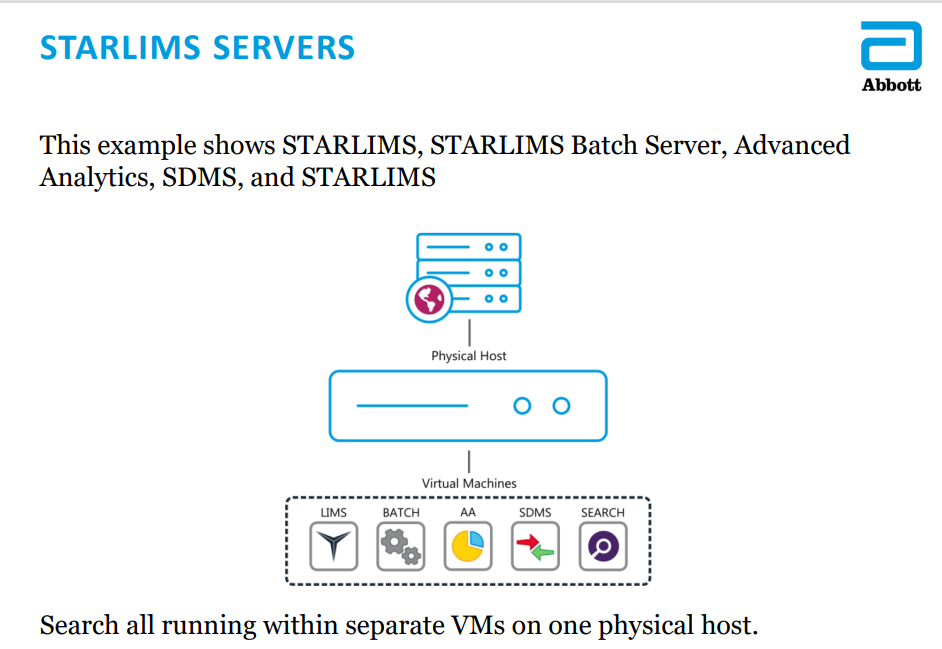 STARLIMS SERVERS
Abbott
This example shows STARLIMS, STARLIMS Batch Server, Advanced
Analytics, SDMS, and STARLIMS
Physical Host
Virtual Machines
LIMS BATCH AA SDMS SEARCH
Search all running within separate VMs on one physical host.